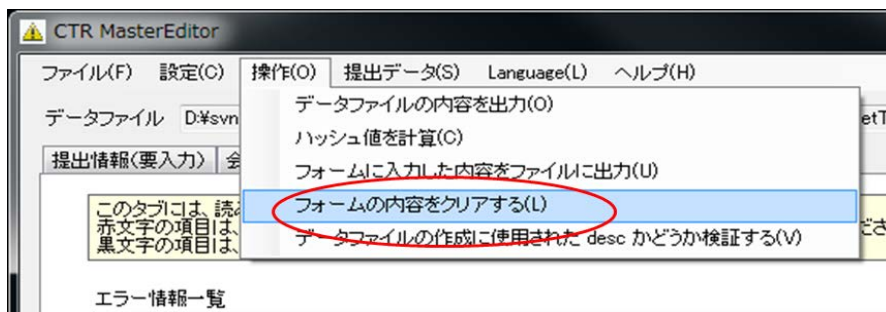 CTR MasterEditor
ファイル(F) 設定(C) 操作(O) 提出データ(S) Language(L) ヘルプ(H)
データファイル D:¥svn
データファイルの内容を出力(O)
ハッシュ値を計算(C)
提出情報(要入力)
フォームに入力した内容をファイルに出力(U)
フォームの内容をクリアする(L)
データファイルの作成に使用された desc かどうか検証する(V)
このタブには、読
赤文字の項目は、
黒文字の項目は、
エラー情報一覧